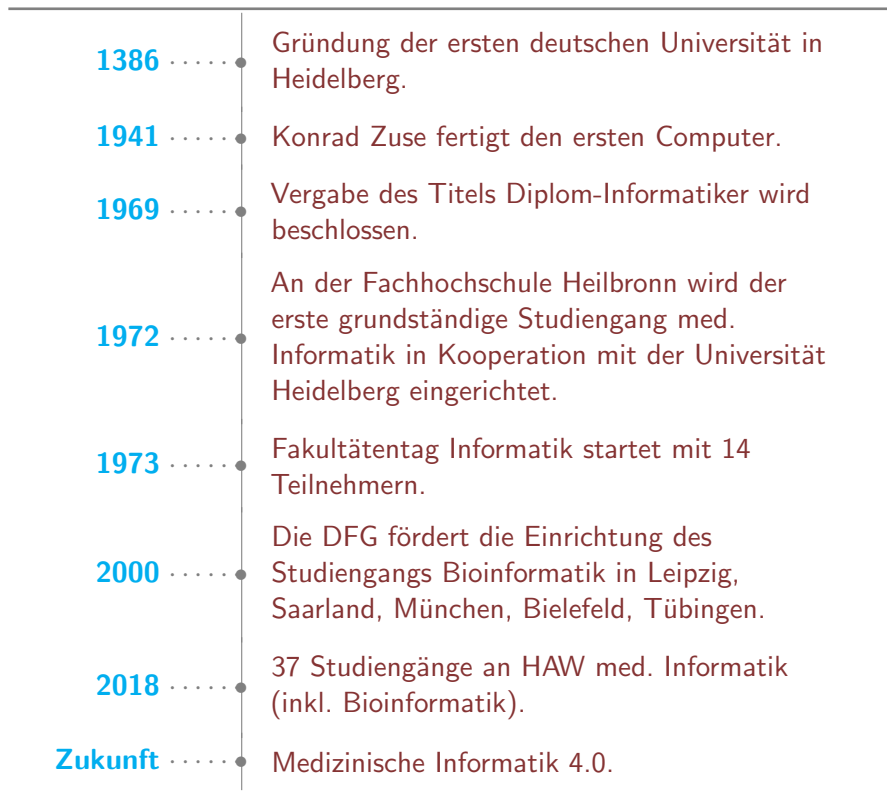 1386 Gründung der ersten deutschen Universität in
Heidelberg.
1941 Konrad Zuse fertigt den ersten Computer.
1969 Vergabe des Titels Diplom-Informatiker wird
beschlossen.
An der Fachhochschule Heilbronn wird der
erste grundständige Studiengang med.
1972 Informatik in Kooperation mit der Universität
Heidelberg eingerichtet.
1973 Fakultätentag Informatik startet mit 14
Teilnehmern.
Die DFG fördert die Einrichtung des
2000 Studiengangs Bioinformatik in Leipzig,
Saarland, München, Bielefeld, Tübingen.
2018 37 Studiengänge an HAW med. Informatik
(inkl. Bioinformatik).
Zukunft Medizinische Informatik 4.0.